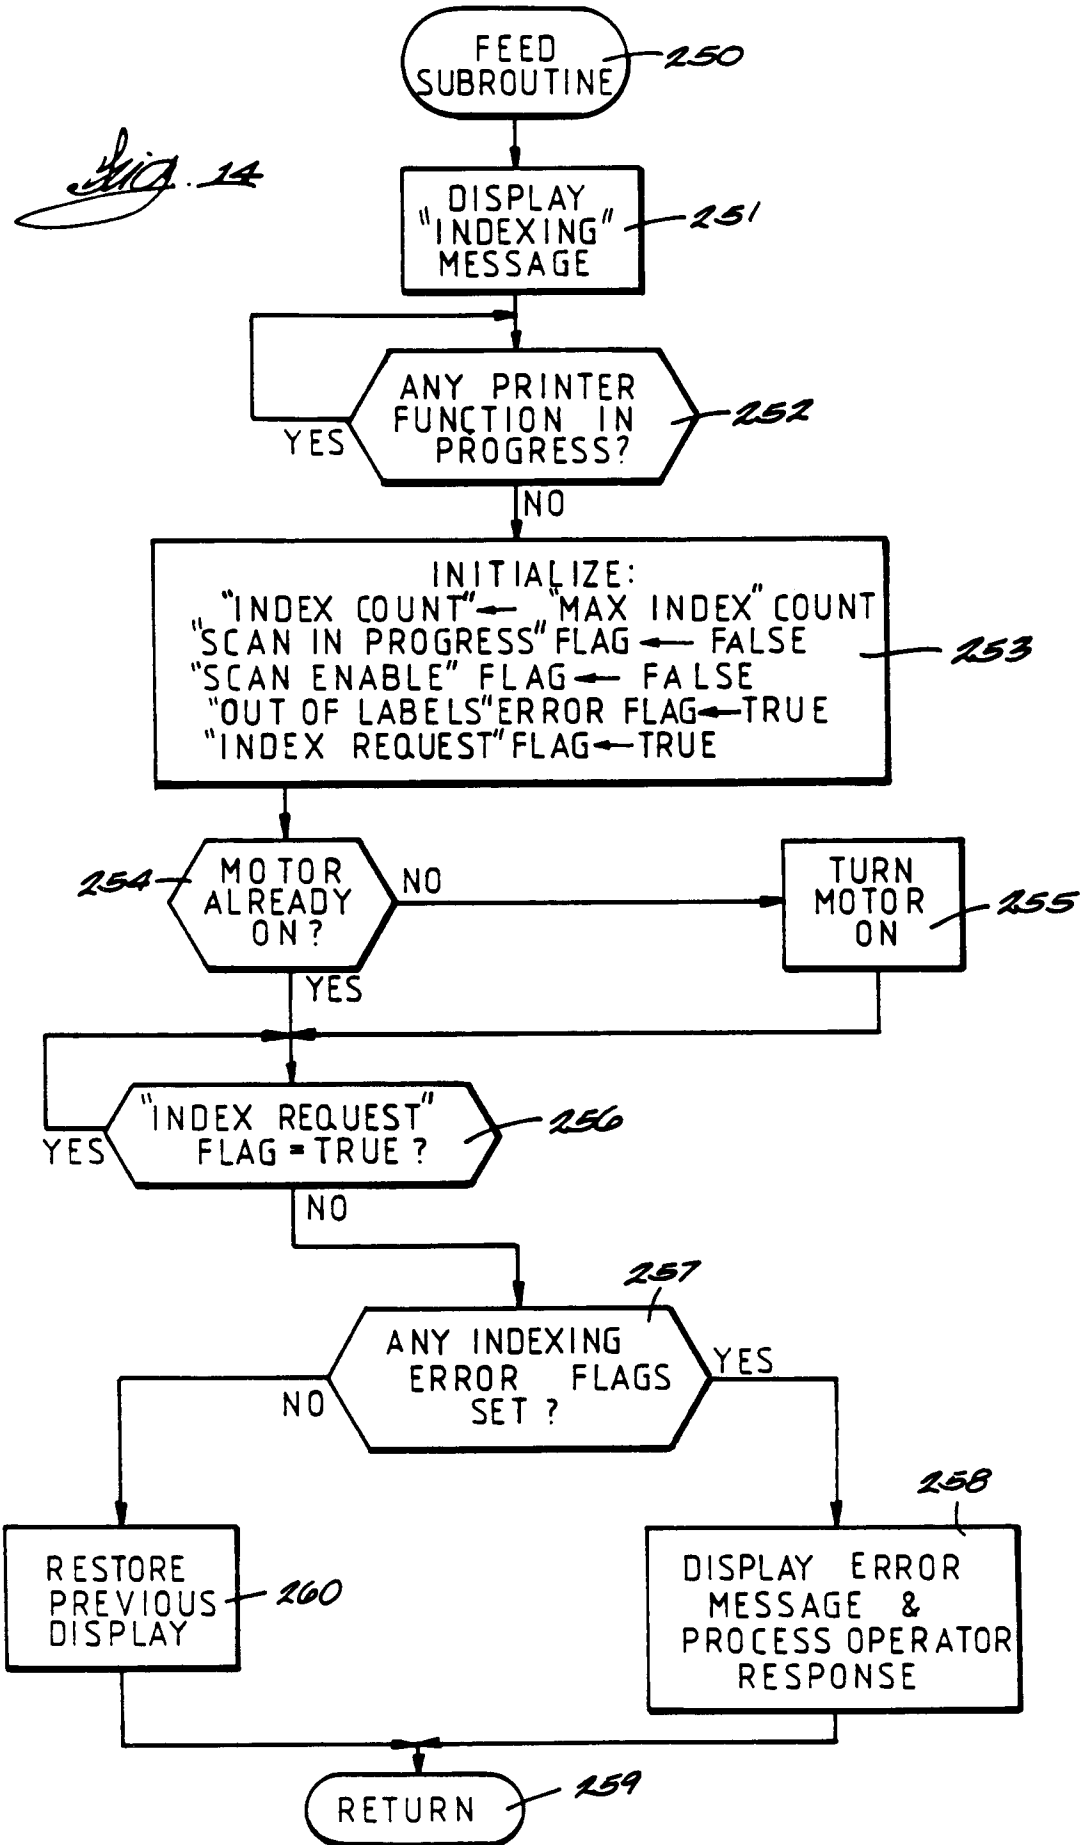 FEED
SUBROUTINE
250
Fig. 14
DISPLAY
"INDEXING"
MESSAGE
251
ANY PRINTER
FUNCTION IN
PROGRESS?
252
YES
NO
INITIALIZE:
"INDEX COUNT" ← "MAX INDEX" COUNT
"SCAN IN PROGRESS" FLAG ← FALSE
"SCAN ENABLE" FLAG ← FALSE
"OUT OF LABELS" ERROR FLAG ← TRUE
"INDEX REQUEST" FLAG ← TRUE
253
254
MOTOR
ALREADY
ON?
NO
YES
TURN
MOTOR
ON
255
"INDEX REQUEST"
FLAG = TRUE?
256
YES
NO
257
ANY INDEXING
ERROR FLAGS
SET?
NO
YES
258
RESTORE
PREVIOUS
DISPLAY
260
DISPLAY ERROR
MESSAGE &
PROCESS OPERATOR
RESPONSE
RETURN
259